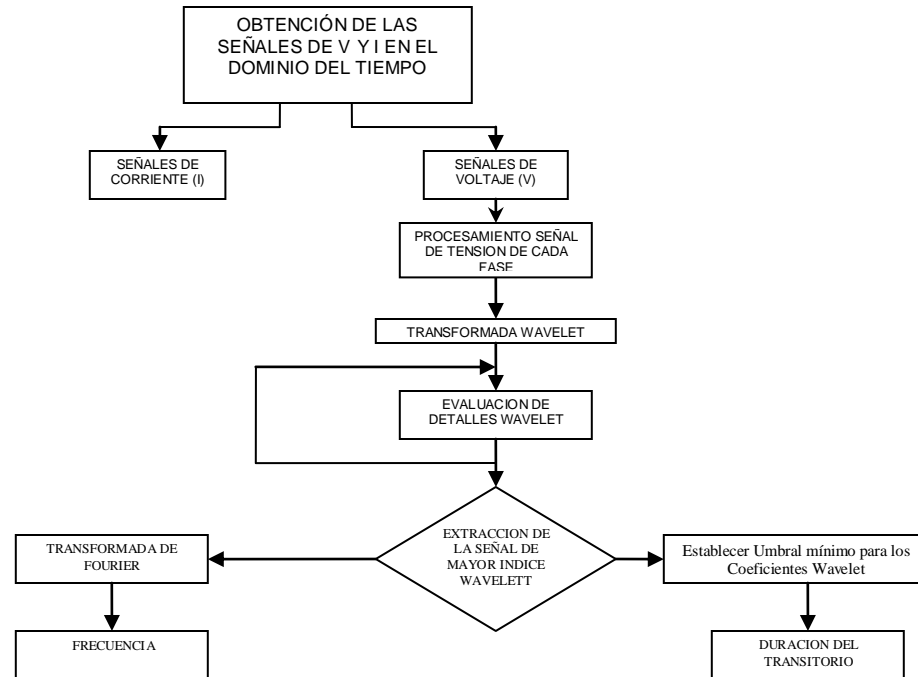 OBTENCIÓN DE LAS
SEÑALES DE V Y I EN EL
DOMINIO DEL TIEMPO
SEÑALES DE
CORRIENTE (I)
SEÑALES DE
VOLTAJE (V)
PROCESAMIENTO SEÑAL
DE TENSION DE CADA
FASE
TRANSFORMADA WAVELET
EVALUACION DE
DETALLES WAVELET
EXTRACCION DE
LA SEÑAL DE
MAYOR INDICE
WAVELETT
TRANSFORMADA DE
FOURIER
Establecer Umbral mínimo para los
Coeficientes Wavelet
FRECUENCIA
DURACION DEL
TRANSITORIO